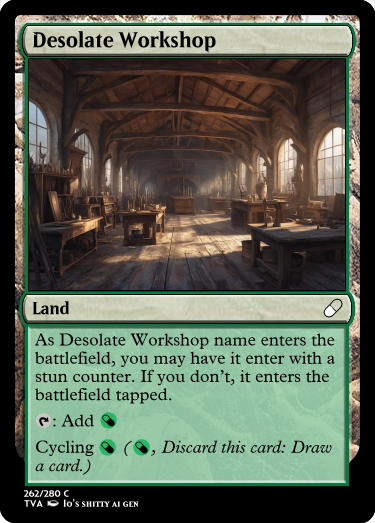 Desolate Workshop
Land
As Desolate Workshop name enters the
battlefield, you may have it enter with a
stun counter. If you don't, it enters the
battlefield tapped.
: Add
Cycling ( , Discard this card: Draw
a card.)
262/280 C
TVA Io's shitty AI gen